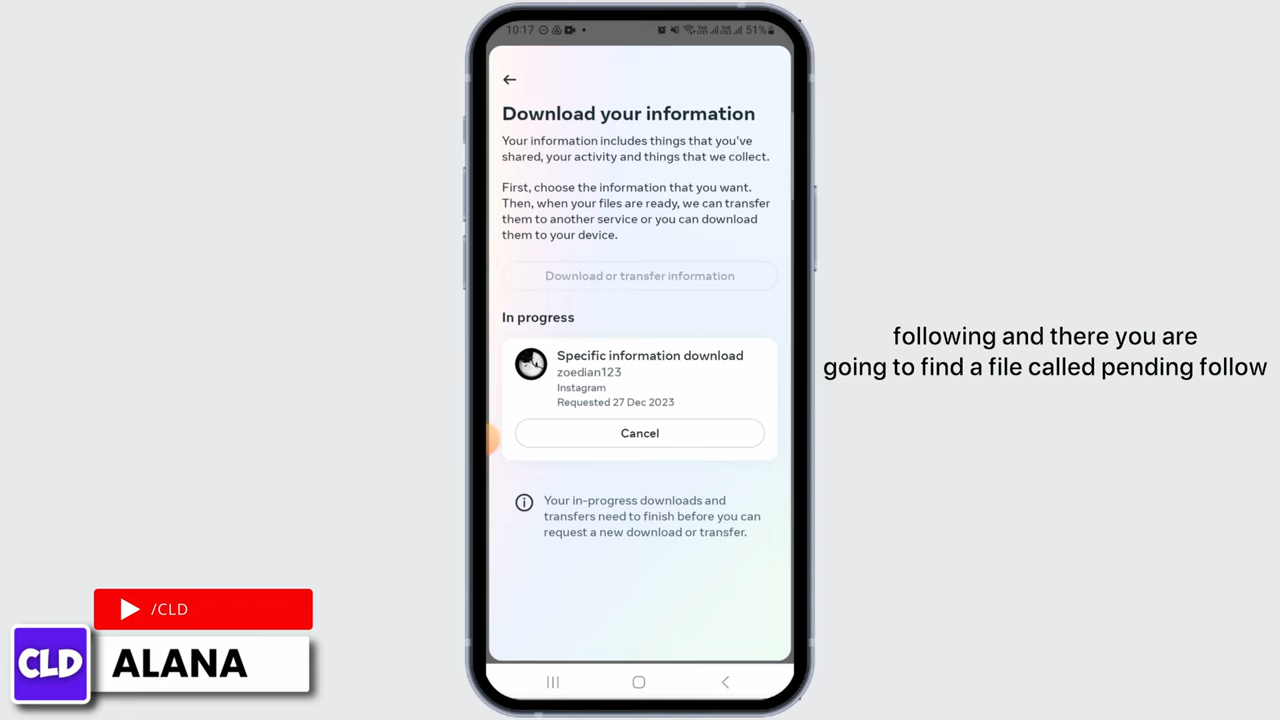 10:17
51%
Download your information
Your information includes things that you've
shared, your activity and things that we collect.
First, choose the information that you want.
Then, when your files are ready, we can transfer
them to another service or you can download
them to your device.
Download or transfer information
In progress
Specific information download
zoedian123
Instagram
Requested 27 Dec 2023
Cancel
Your in-progress downloads and
transfers need to finish before you can
request a new download or transfer.
following and there you are
going to find a file called pending follow
/CLD
CLD
ALANA